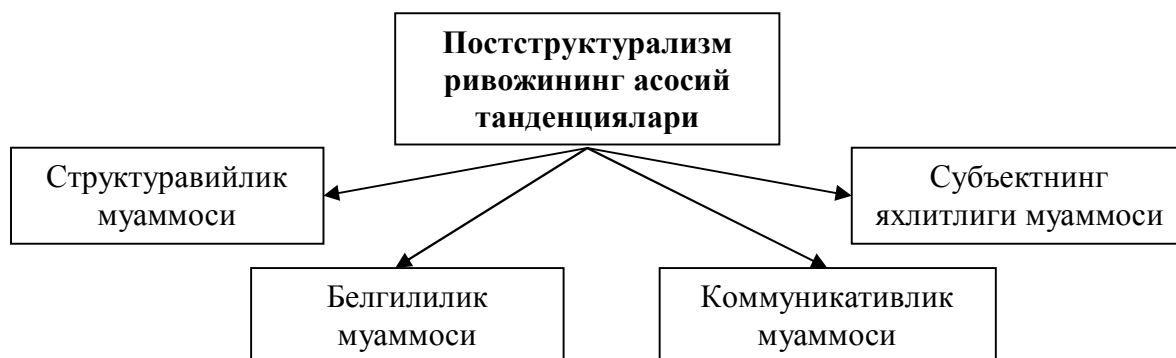 Постструктурализм
ривожининг асосий
танденциялари
Структуравийлик
муаммоси
Субъектнинг
яхлитлиги муаммоси
Белгилилик
муаммоси
Коммуникативлик
муаммоси